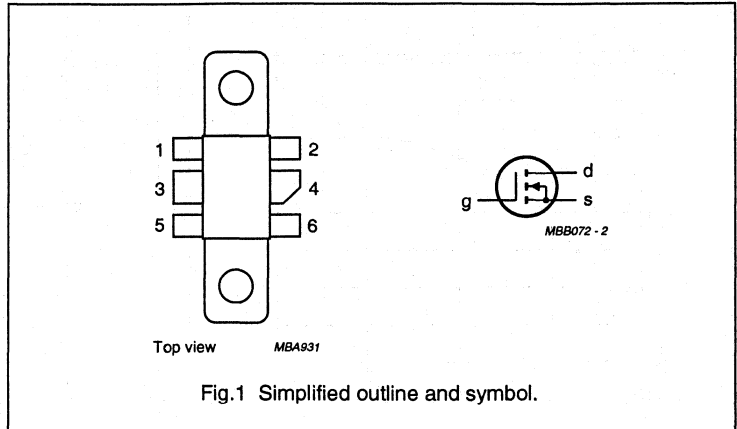 1
2
3
4
5
6
g
d
s
MBB072 - 2
Top view
MBA931
Fig.1 Simplified outline and symbol.